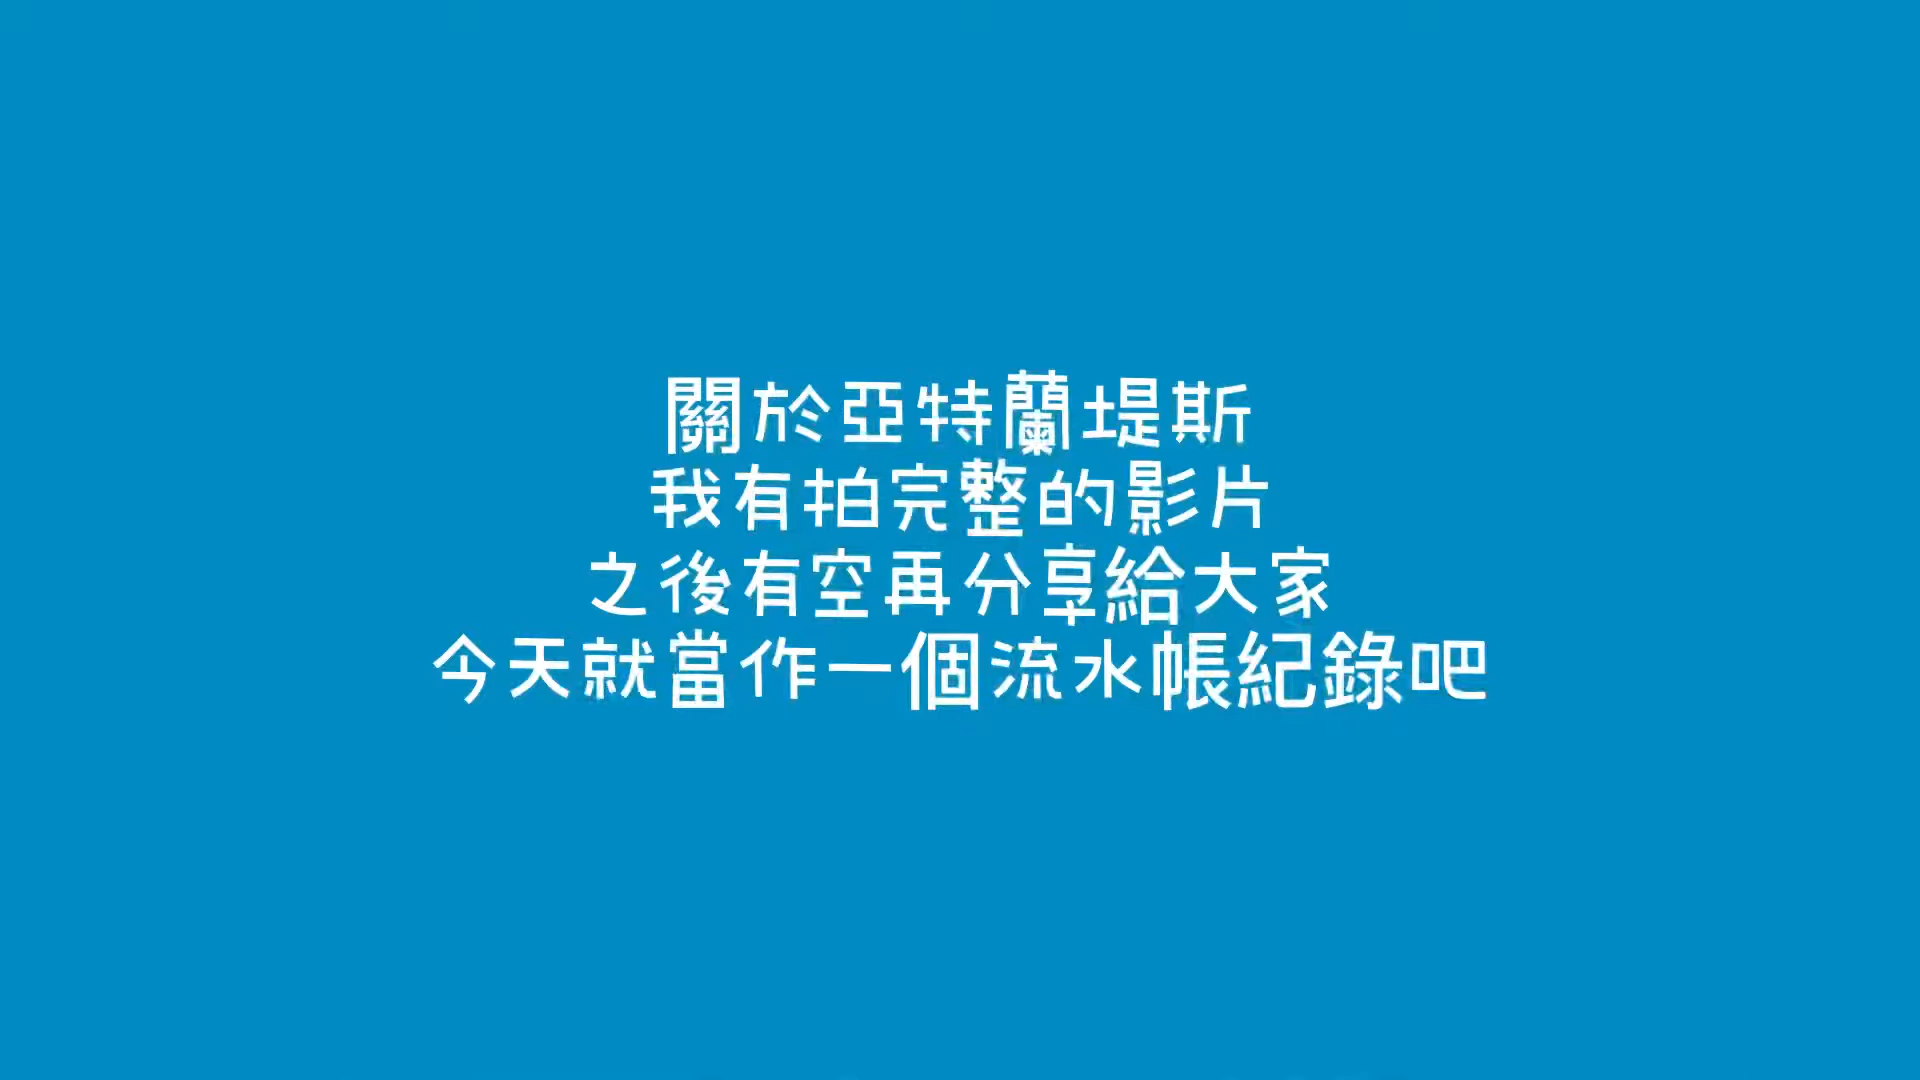 關於亞特蘭堤斯
我有拍完整的影片
之後有空再分享給大家
今天就當作一個流水帳紀錄吧